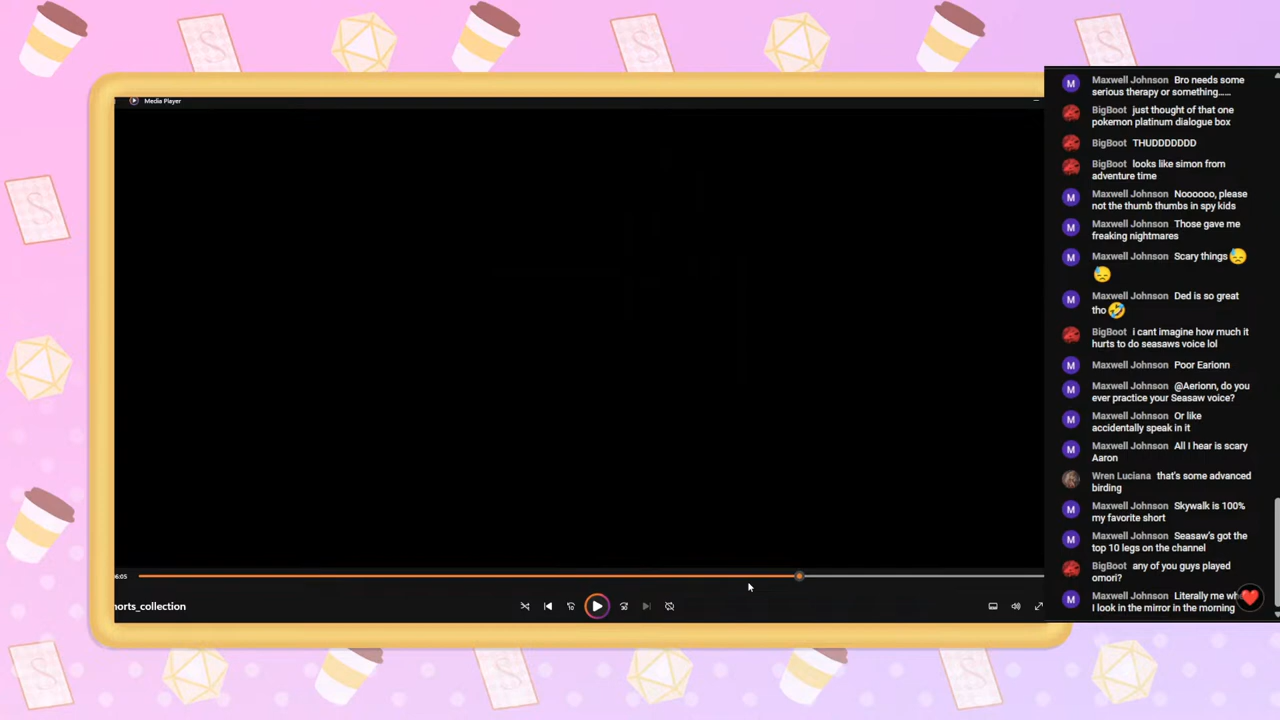 Media Player
6:05
horts_collection
Maxwell Johnson Bro needs some
serious therapy or something.....
BigBoot just thought of that one
pokemon platinum dialogue box
BigBoot THUDDDDDDD
BigBoot looks like simon from
adventure time
Maxwell Johnson Noooooo, please
not the thumb thumbs in spy kids
Maxwell Johnson Those gave me
freaking nightmares
Maxwell Johnson Scary things 😓
😓
Maxwell Johnson Ded is so great
tho 🤣
BigBoot i cant imagine how much it
hurts to do seasaws voice lol
Maxwell Johnson Poor Earionn
Maxwell Johnson @Aerionn, do you
ever practice your Seasaw voice?
Maxwell Johnson Or like
accidentally speak in it
Maxwell Johnson All I hear is scary
Aaron
Wren Luciana that's some advanced
birding
Maxwell Johnson Skywalk is 100%
my favorite short
Maxwell Johnson Seasaw's got the
top 10 legs on the channel
BigBoot any of you guys played
omori?
Maxwell Johnson Literally me
I look in the mirror in the morning